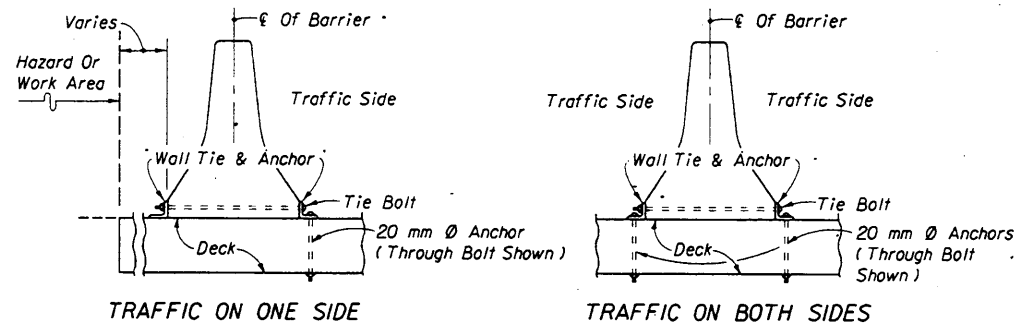 Varies
℄ Of Barrier
Hazard Or
Work Area
Traffic Side
Wall Tie & Anchor
Tie Bolt
20 mm Ø Anchor
(Through Bolt Shown)
Deck
TRAFFIC ON ONE SIDE
℄ Of Barrier
Traffic Side
Traffic Side
Wall Tie & Anchor
Tie Bolt
20 mm Ø Anchors
(Through Bolt
Shown)
Deck
TRAFFIC ON BOTH SIDES